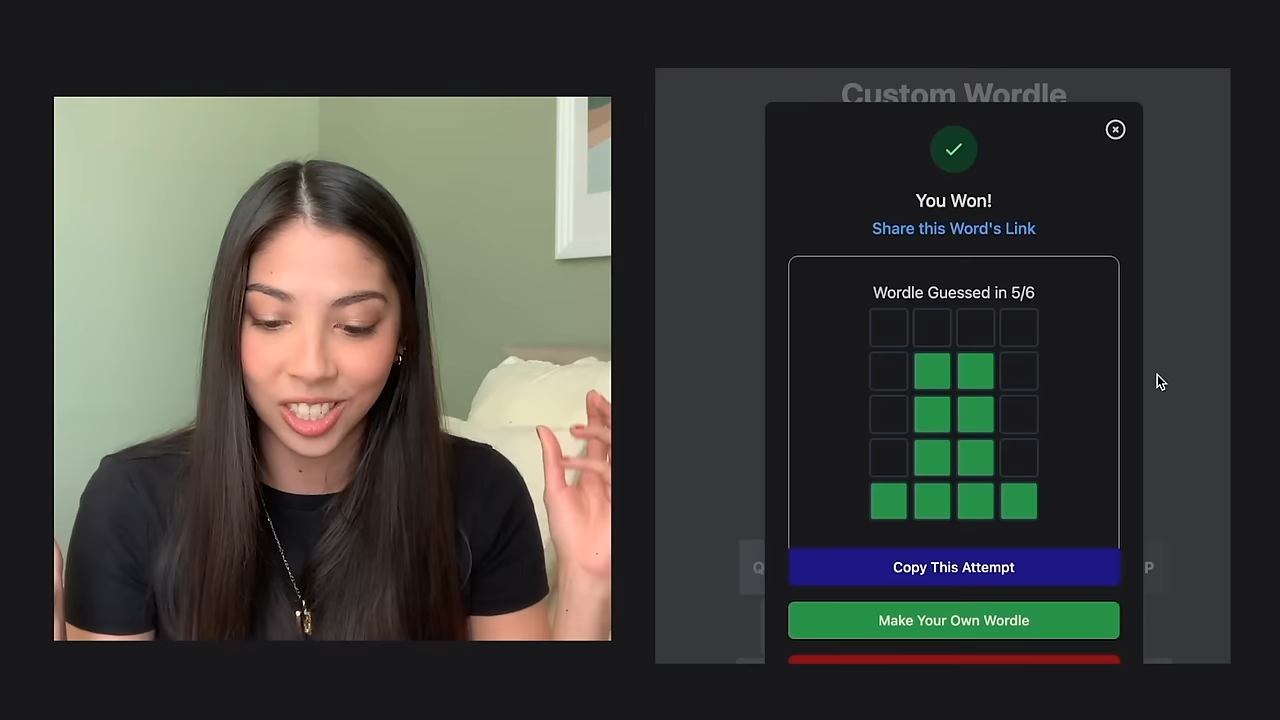 Custom Wordle
You Won!
Share this Word's Link
Wordle Guessed in 5/6
Q
P
Copy This Attempt
Make Your Own Wordle